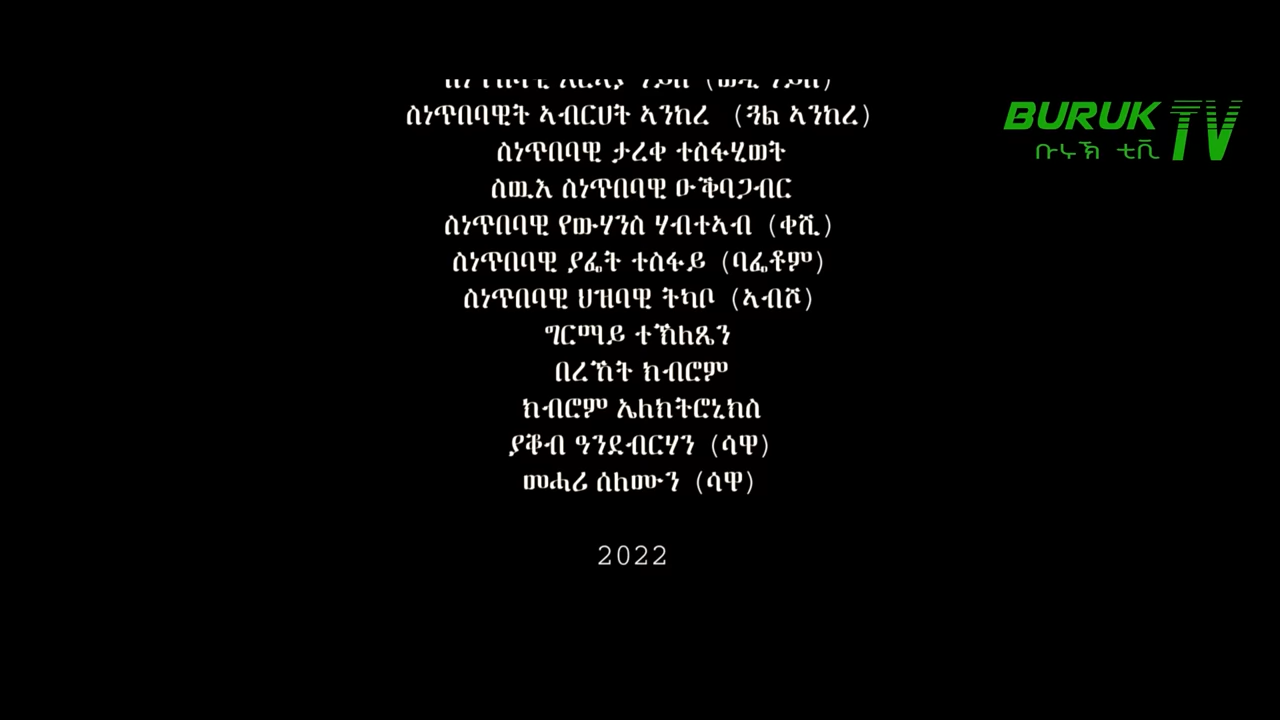 ስነጥበባዊት ኣብርሀት ኣንከረ (ጓል ኣንከረ)
ስነጥበባዊ ታረቀ ተስፋሂወት
ስዉእ ስነጥበባዊ ዑቕባጋብር
ስነጥበባዊ የውሃንስ ሃብተኣብ (ቀሺ)
ስነጥበባዊ ያፌት ተስፋይ (ባፌቶም)
ስነጥበባዊ ህዝባዊ ትካቦ (ኣብሾ)
ግርማይ ተኽለጼን
በረኸት ክብሮም
ክብሮም ኤለክትሮኒክስ
ያቆብ ዓንደብርሃን (ሳዋ)
መሓሪ ሰለሙን (ሳዋ)
2022
BURUK TV
ቡሩኽ ቲቪ